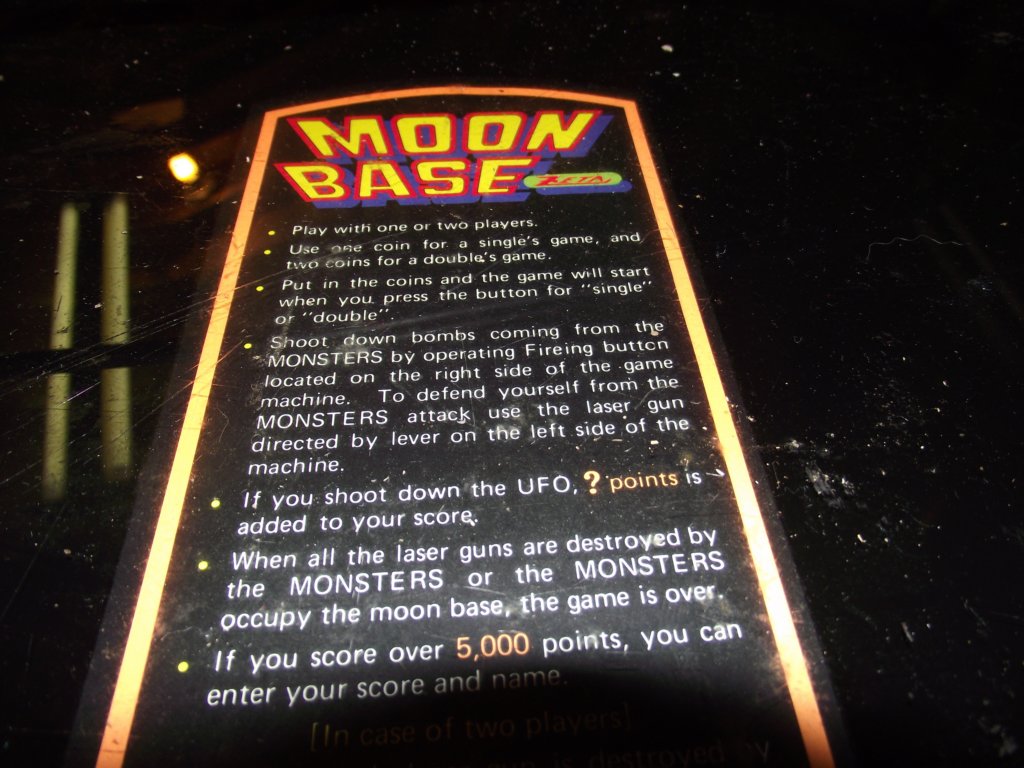 MOON
BASE ZETA
• Play with one or two players.
• Use one coin for a single's game, and
two coins for a double's game.
• Put in the coins and the game will start
when you press the button for "single"
or "double".
• Shoot down bombs coming from the
MONSTERS by operating Fireing button
located on the right side of the game
machine. To defend yourself from the
MONSTERS attack use the laser gun
directed by lever on the left side of the
machine.
• If you shoot down the UFO, ? points is
added to your score.
• When all the laser guns are destroyed by
the MONSTERS or the MONSTERS
occupy the moon base, the game is over.
• If you score over 5,000 points, you can
enter your score and name.
[In case of two players]
gun is destroyed by